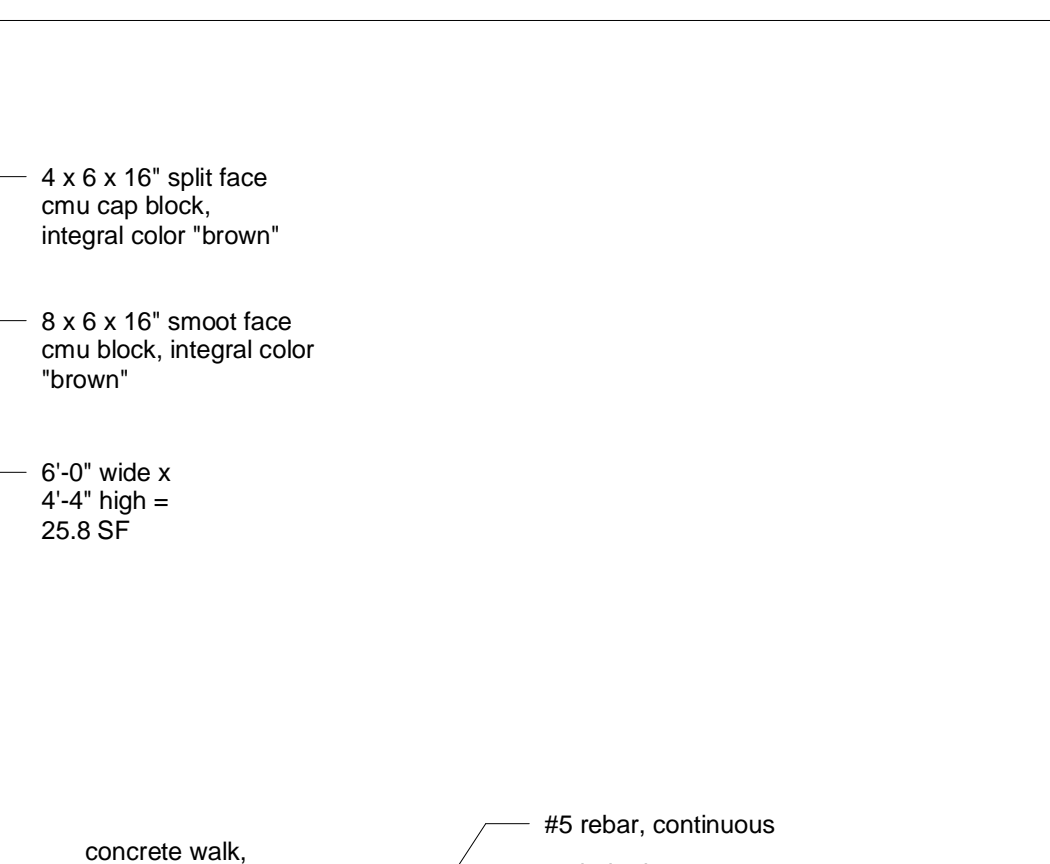 4 x 6 x 16" split face
cmu cap block,
integral color "brown"
8 x 6 x 16" smoot face
cmu block, integral color
"brown"
6'-0" wide x
4'-4" high =
25.8 SF
#5 rebar, continuous
concrete walk,